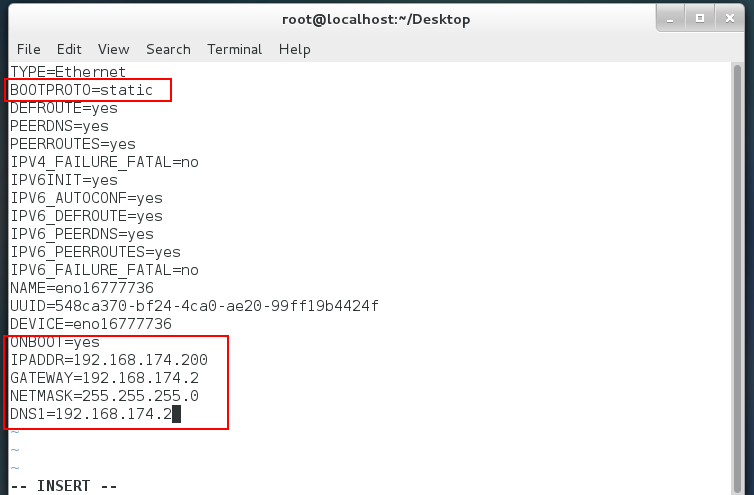 root@localhost:~/Desktop
File Edit View Search Terminal Help
TYPE=Ethernet
BOOTPROTO=static
DEFROUTE=yes
PEERDNS=yes
PEERROUTES=yes
IPV4_FAILURE_FATAL=no
IPV6INIT=yes
IPV6_AUTOCONF=yes
IPV6_DEFROUTE=yes
IPV6_PEERDNS=yes
IPV6_PEERROUTES=yes
IPV6_FAILURE_FATAL=no
NAME=eno16777736
UUID=548ca370-bf24-4ca0-ae20-99ff19b4424f
DEVICE=eno16777736
ONBOOT=yes
IPADDR=192.168.174.200
GATEWAY=192.168.174.2
NETMASK=255.255.255.0
DNS1=192.168.174.2
~
~
~
-- INSERT --